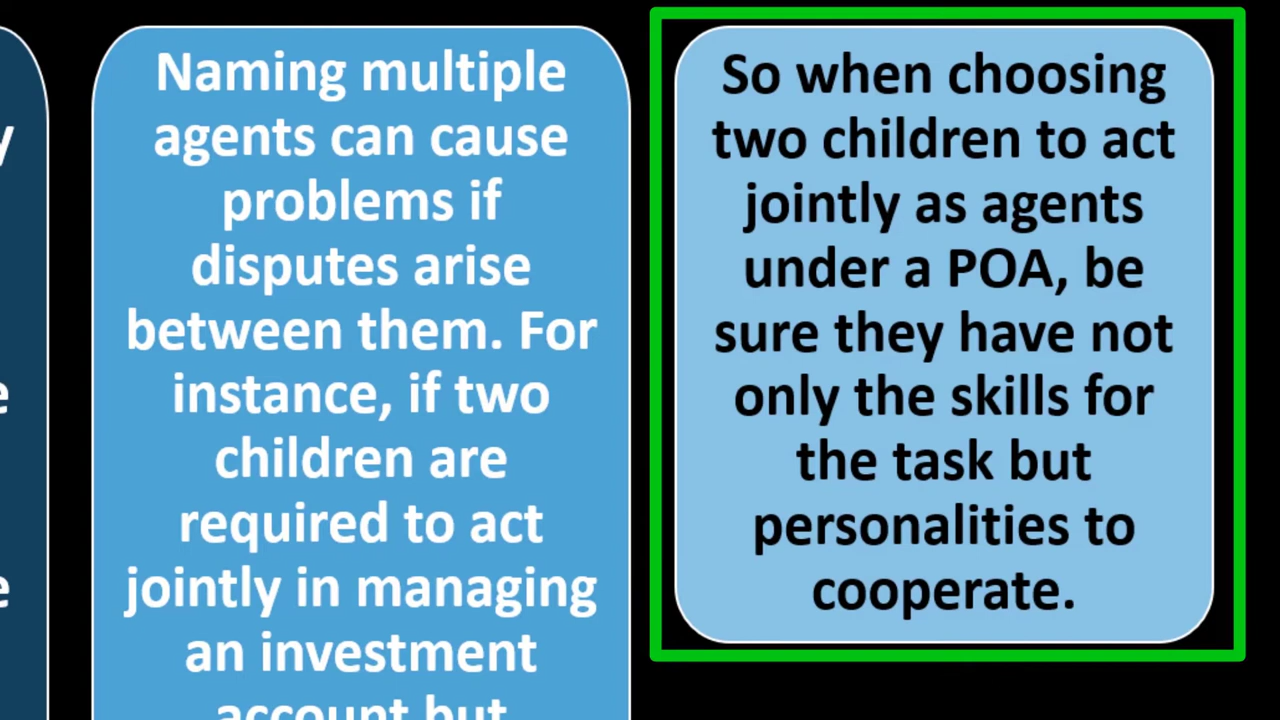 Naming multiple
agents can cause
problems if
disputes arise
between them. For
instance, if two
children are
required to act
jointly in managing
an investment
account but
So when choosing
two children to act
jointly as agents
under a POA, be
sure they have not
only the skills for
the task but
personalities to
cooperate.